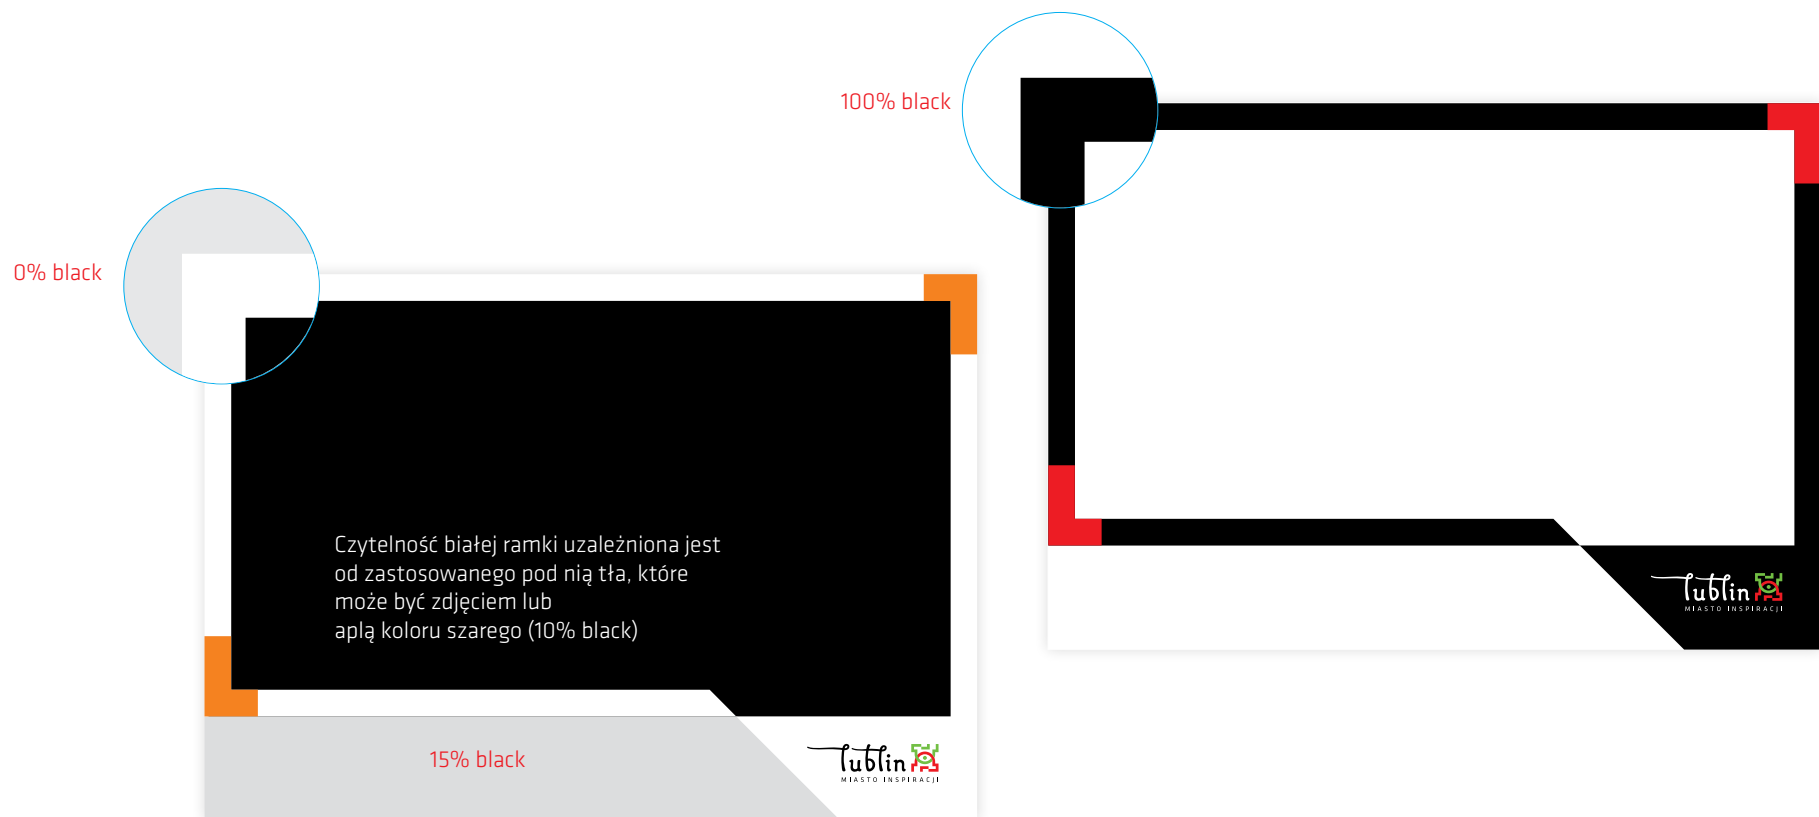 100% black
0% black
Czytelność białej ramki uzależniona jest
od zastosowanego pod nią tła, które
może być zdjęciem lub
aplą koloru szarego (10% black)
15% black
lublin
MIASTO INSPIRACJI
lublin
MIASTO INSPIRACJI